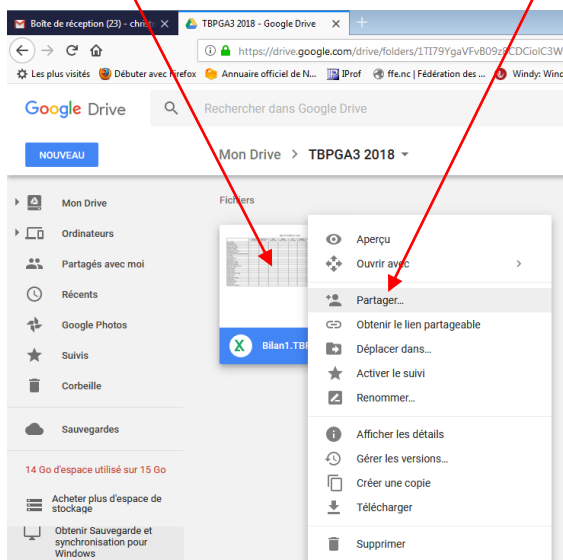 Boîte de réception (23) - chris
TBPGA3 2018 - Google Drive
https://drive.google.com/drive/folders/1TI79YgaVFvB09z
Les plus visités Débuter avec Firefox Annuaire officiel de N... IProf ffe.nc | Fédération des ... Windy: Wind
Google Drive
Rechercher dans Google Drive
NOUVEAU
Mon Drive > TBPGA3 2018
Mon Drive
Ordinateurs
Partagés avec moi
Récents
Google Photos
Suivis
Corbeille
Sauvegardes
14 Go d'espace utilisé sur 15 Go
Acheter plus d'espace de
stockage
Obtenir Sauvegarde et
synchronisation pour
Windows
Fichiers
X Bilan1.TBP
Aperçu
Ouvrir avec
Partager...
Obtenir le lien partageable
Déplacer dans...
Activer le suivi
Renommer...
Afficher les détails
Gérer les versions...
Créer une copie
Télécharger
Supprimer